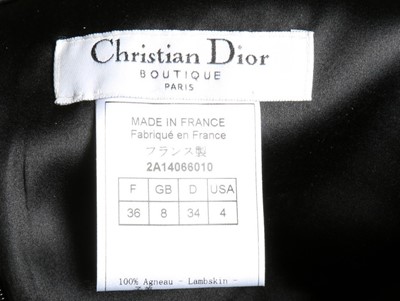 Christian Dior
BOUTIQUE
PARIS
MADE IN FRANCE
Fabriqué en France
フランス製
2A14066010
F GB D USA
36 8 34 4
100% Agneau - Lambskin -